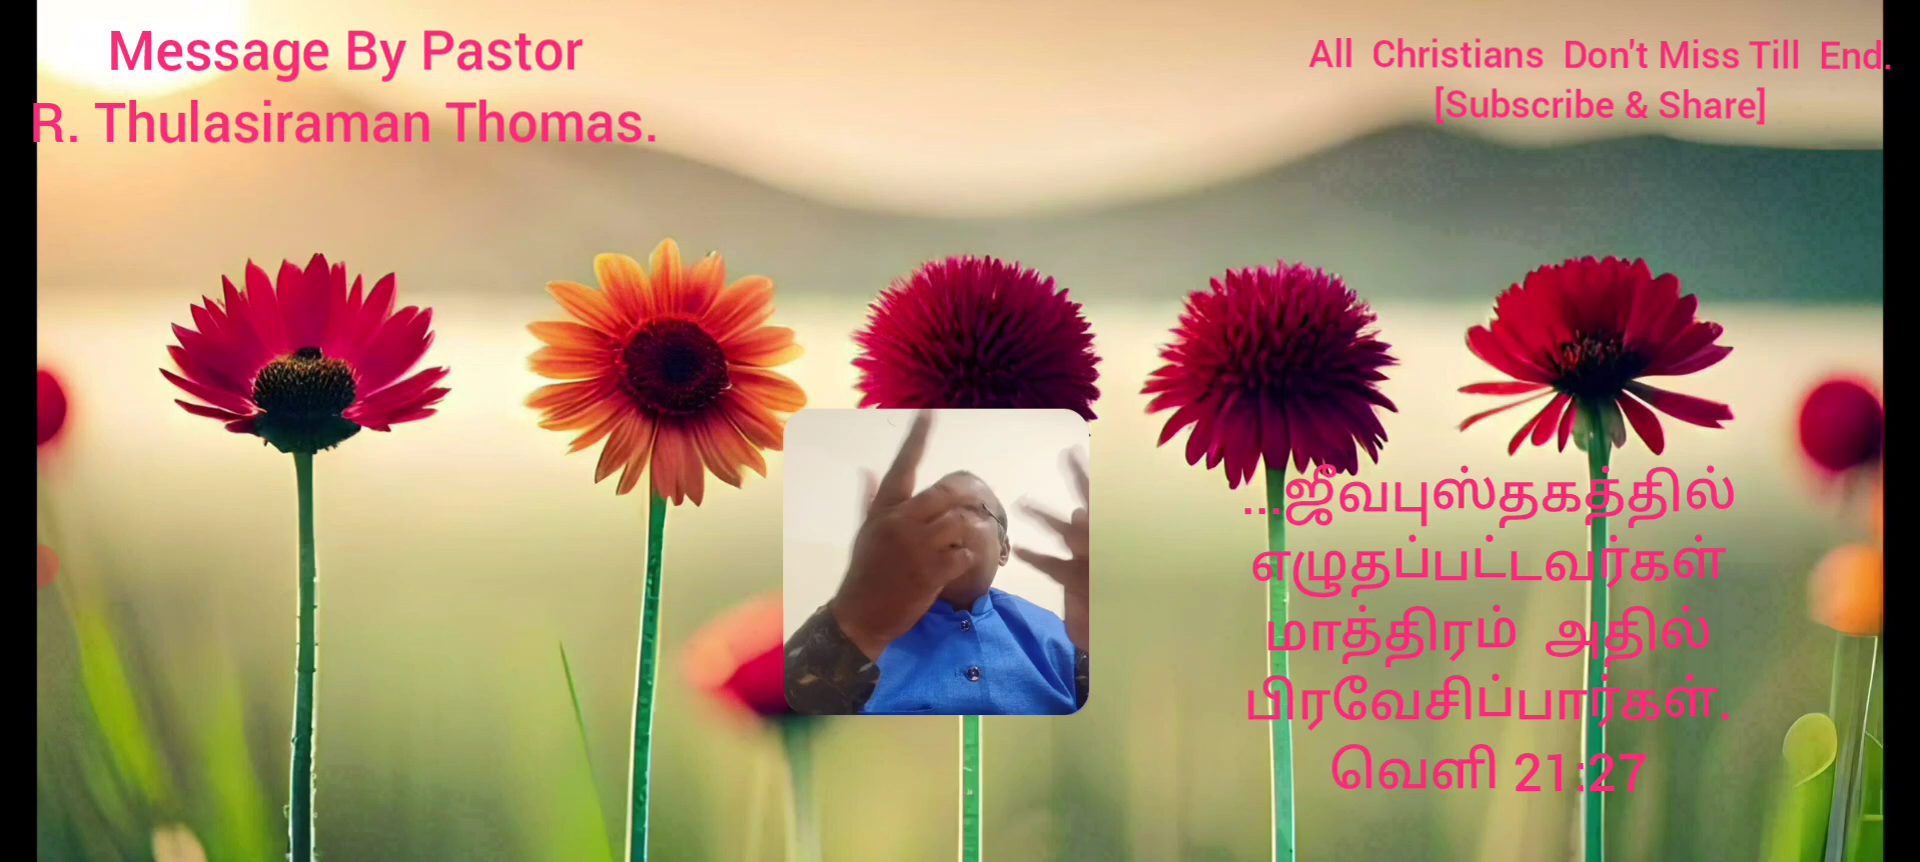 Message By Pastor
R. Thulasiraman Thomas.
All Christians Don't Miss Till End.
[Subscribe & Share]
...ஜீவபுஸ்தகத்தில்
எழுதப்பட்டவர்கள்
மாத்திரம் அதில்
பிரவேசிப்பார்கள்.
வெளி 21:27